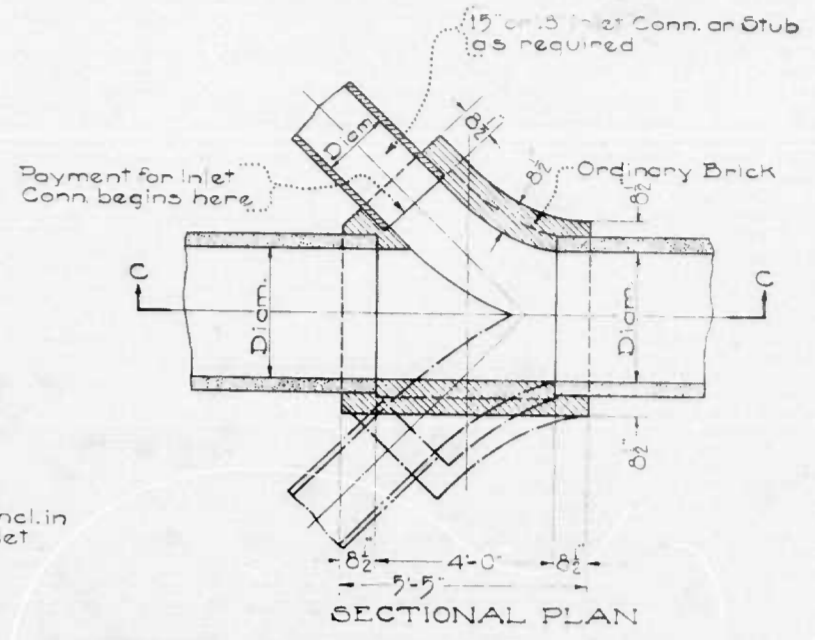 15" or Inlet Conn. or Stub
as required
8½"
Diam.
8½"
Ordinary Brick
8½"
Payment for Inlet
Conn. begins here
C
C
Diam.
Diam.
8½"
ncl. in
et
8½" 4'-0" 8½"
5'-5"
SECTIONAL PLAN